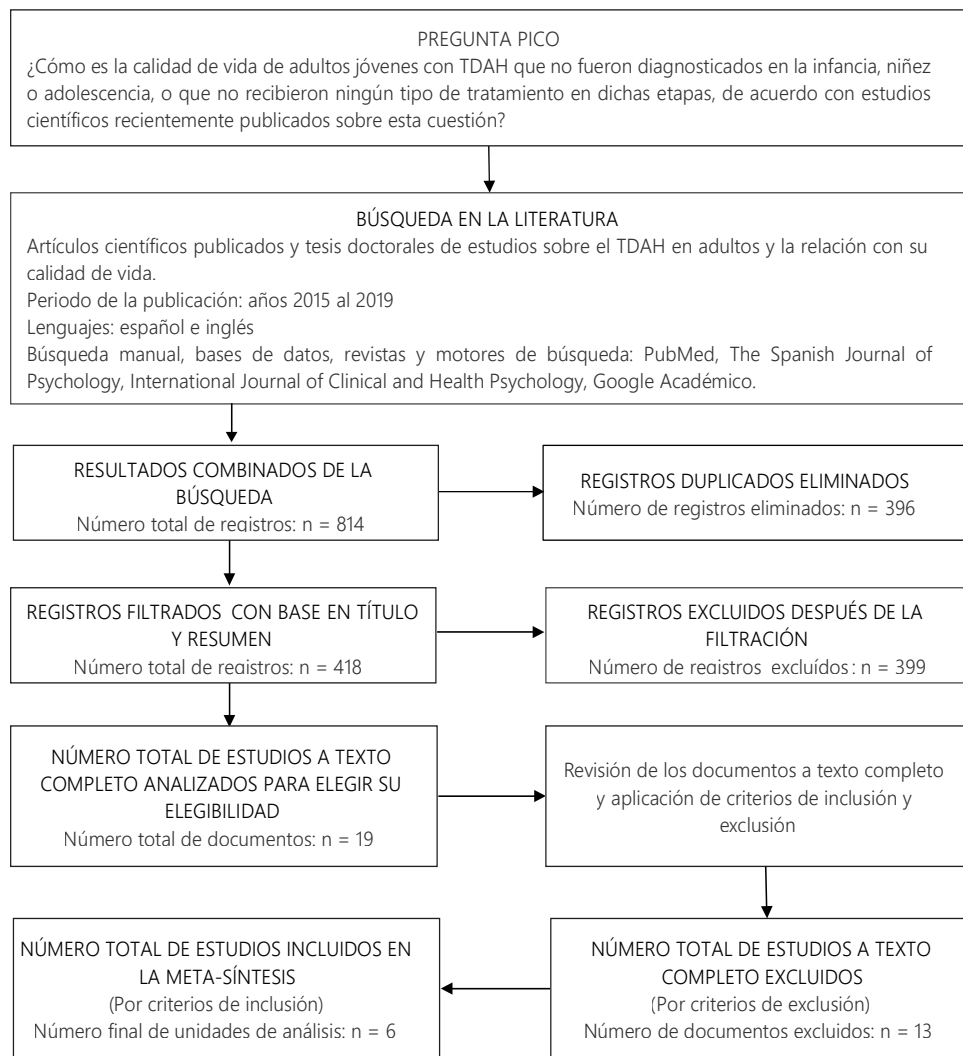 PREGUNTA PICO
¿Cómo es la calidad de vida de adultos jóvenes con TDAH que no fueron diagnosticados en la infancia, niñez
o adolescencia, o que no recibieron ningún tipo de tratamiento en dichas etapas, de acuerdo con estudios
científicos recientemente publicados sobre esta cuestión?
BÚSQUEDA EN LA LITERATURA
Artículos científicos publicados y tesis doctorales de estudios sobre el TDAH en adultos y la relación con su
calidad de vida.
Periodo de la publicación: años 2015 al 2019
Lenguajes: español e inglés
Búsqueda manual, bases de datos, revistas y motores de búsqueda: PubMed, The Spanish Journal of
Psychology, International Journal of Clinical and Health Psychology, Google Académico.
RESULTADOS COMBINADOS DE LA
BÚSQUEDA
Número total de registros: n = 814
REGISTROS DUPLICADOS ELIMINADOS
Número de registros eliminados: n = 396
REGISTROS FILTRADOS CON BASE EN TÍTULO
Y RESUMEN
Número total de registros: n = 418
REGISTROS EXCLUIDOS DESPUÉS DE LA
FILTRACIÓN
Número de registros excluídos: n = 399
NÚMERO TOTAL DE ESTUDIOS A TEXTO
COMPLETO ANALIZADOS PARA ELEGIR SU
ELEGIBILIDAD
Número total de documentos: n = 19
Revisión de los documentos a texto completo
y aplicación de criterios de inclusión y
exclusión
NÚMERO TOTAL DE ESTUDIOS INCLUIDOS EN
LA META-SÍNTESIS
(Por criterios de inclusión)
Número final de unidades de análisis: n = 6
NÚMERO TOTAL DE ESTUDIOS A TEXTO
COMPLETO EXCLUIDOS
(Por criterios de exclusión)
Número de documentos excluidos: n = 13